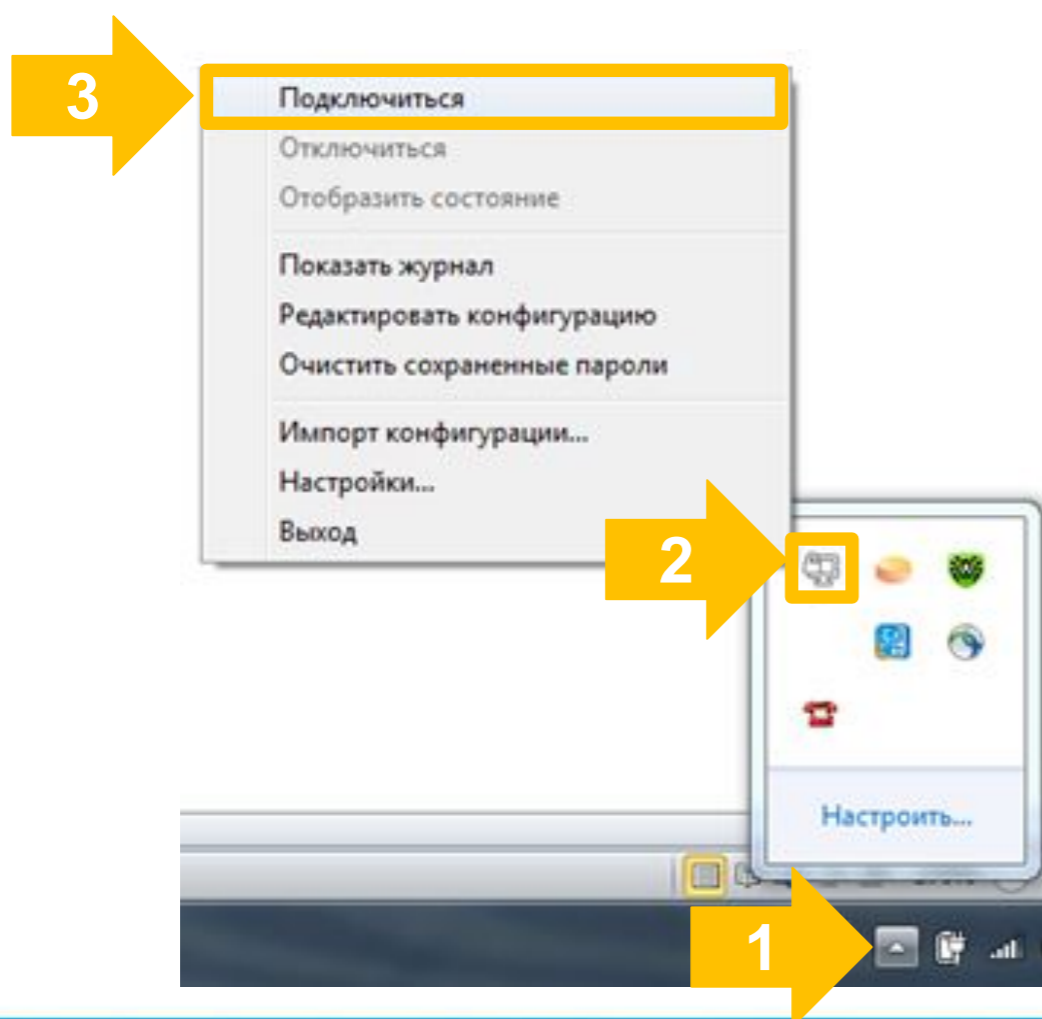 3
Подключиться
Отключиться
Отобразить состояние
Показать журнал
Редактировать конфигурацию
Очистить сохраненные пароли
Импорт конфигурации...
Настройки...
Выход
2
Настроить...
1